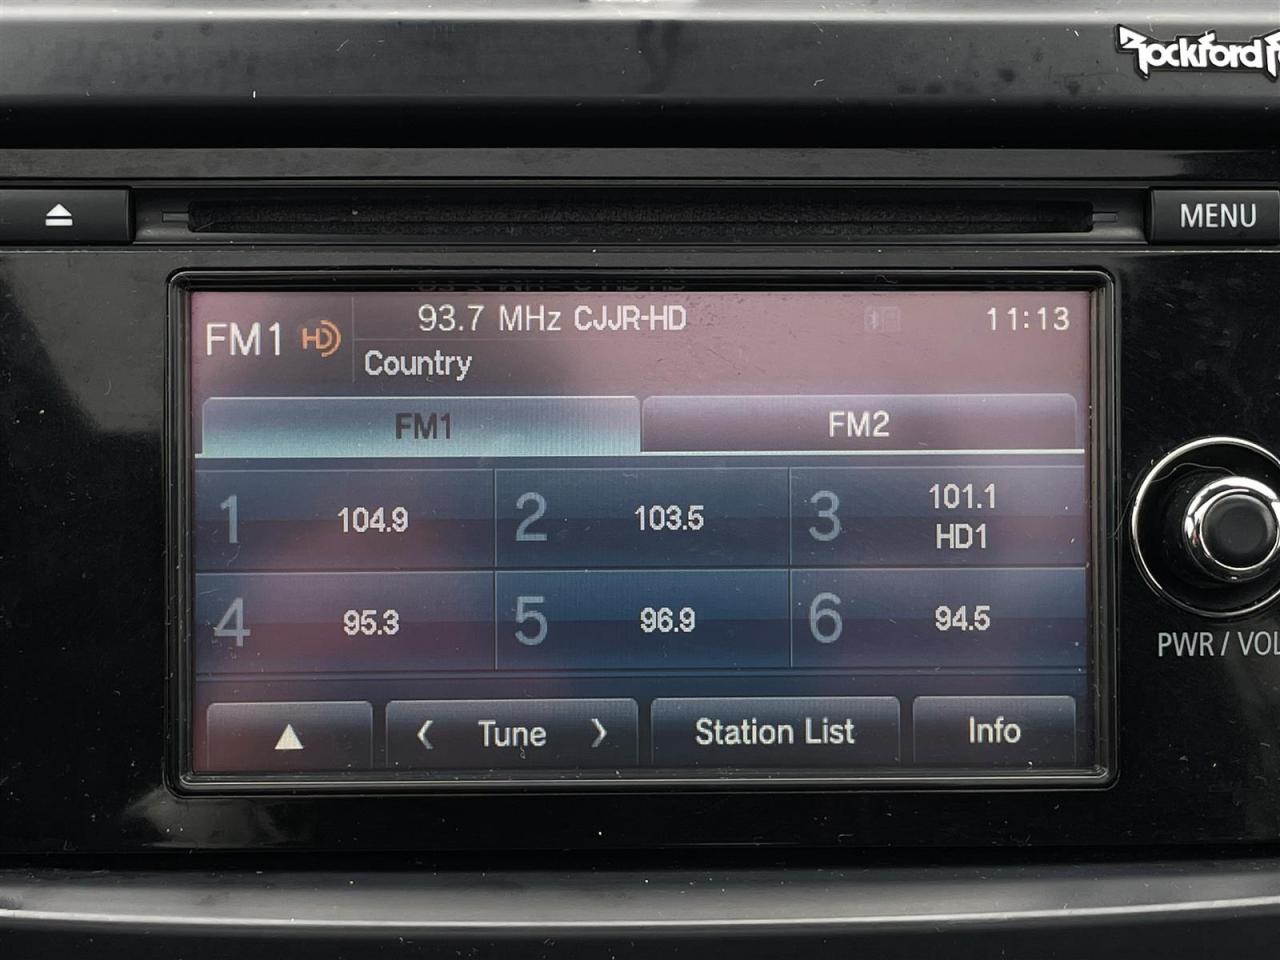 Rockford
MENU
FM1 HD
93.7 MHz CJJR-HD
11:13
Country
FM1
FM2
1 104.9
2 103.5
3 101.1
HD1
4 95.3
5 96.9
6 94.5
Tune
Station List
Info
PWR / VOL